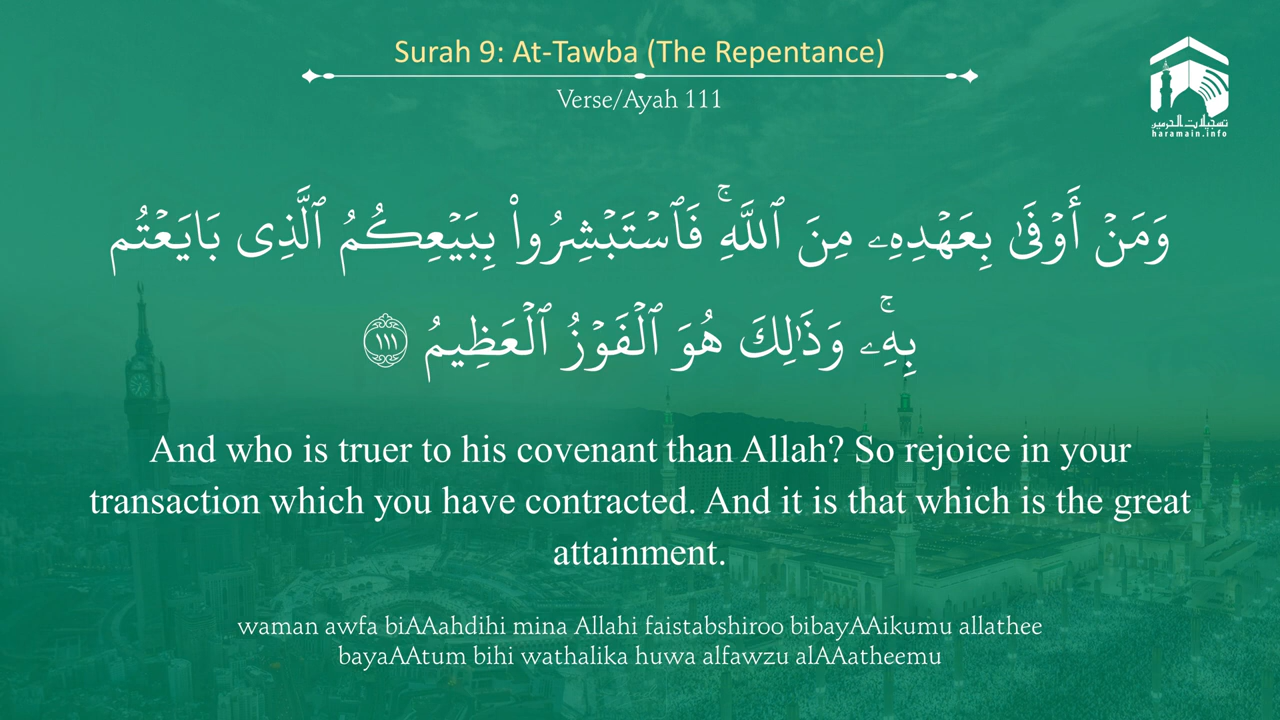 Surah 9: At-Tawba (The Repentance)
Verse/Ayah 111
تسجيلات الحرمين
haramain.info
وَمَنْ أَوْفَىٰ بِعَهْدِهِۦ مِنَ ٱللَّهِ ۚ فَٱسْتَبْشِرُوا۟ بِبَيْعِكُمُ ٱلَّذِى بَايَعْتُم
بِهِۦ ۚ وَذَٰلِكَ هُوَ ٱلْفَوْزُ ٱلْعَظِيمُ ١١١
And who is truer to his covenant than Allah? So rejoice in your
transaction which you have contracted. And it is that which is the great
attainment.
waman awfa biAAahdihi mina Allahi faistabshiroo bibayAAikumu allathee
bayaAAtum bihi wathalika huwa alfawzu alAAatheemu